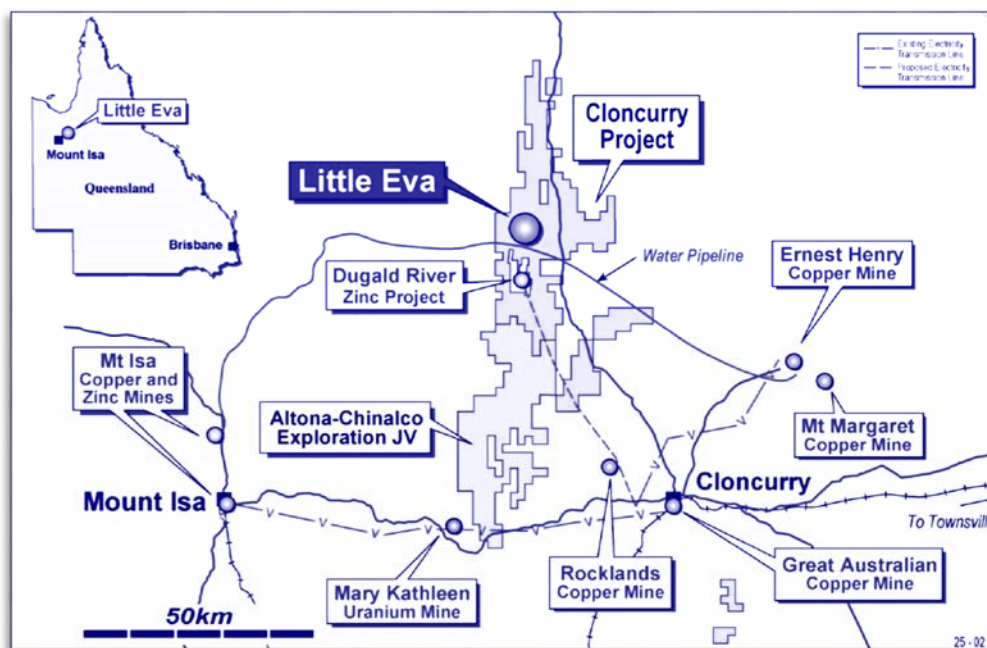 Existing Electricity
Transmission Line
Proposed Electricity
Transmission Line
Little Eva
Mount Isa
Queensland
Brisbane
Cloncurry
Project
Little Eva
Water Pipeline
Ernest Henry
Copper Mine
Dugald River
Zinc Project
Mt Isa
Copper and
Zinc Mines
Mt Margaret
Copper Mine
Altona-Chinalco
Exploration JV
Mount Isa
Cloncurry
To Townsvill
Mary Kathleen
Uranium Mine
Rocklands
Copper Mine
Great Australian
Copper Mine
50km
25 - 02